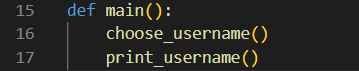 15 def main():
16     choose_username()
17     print_username()